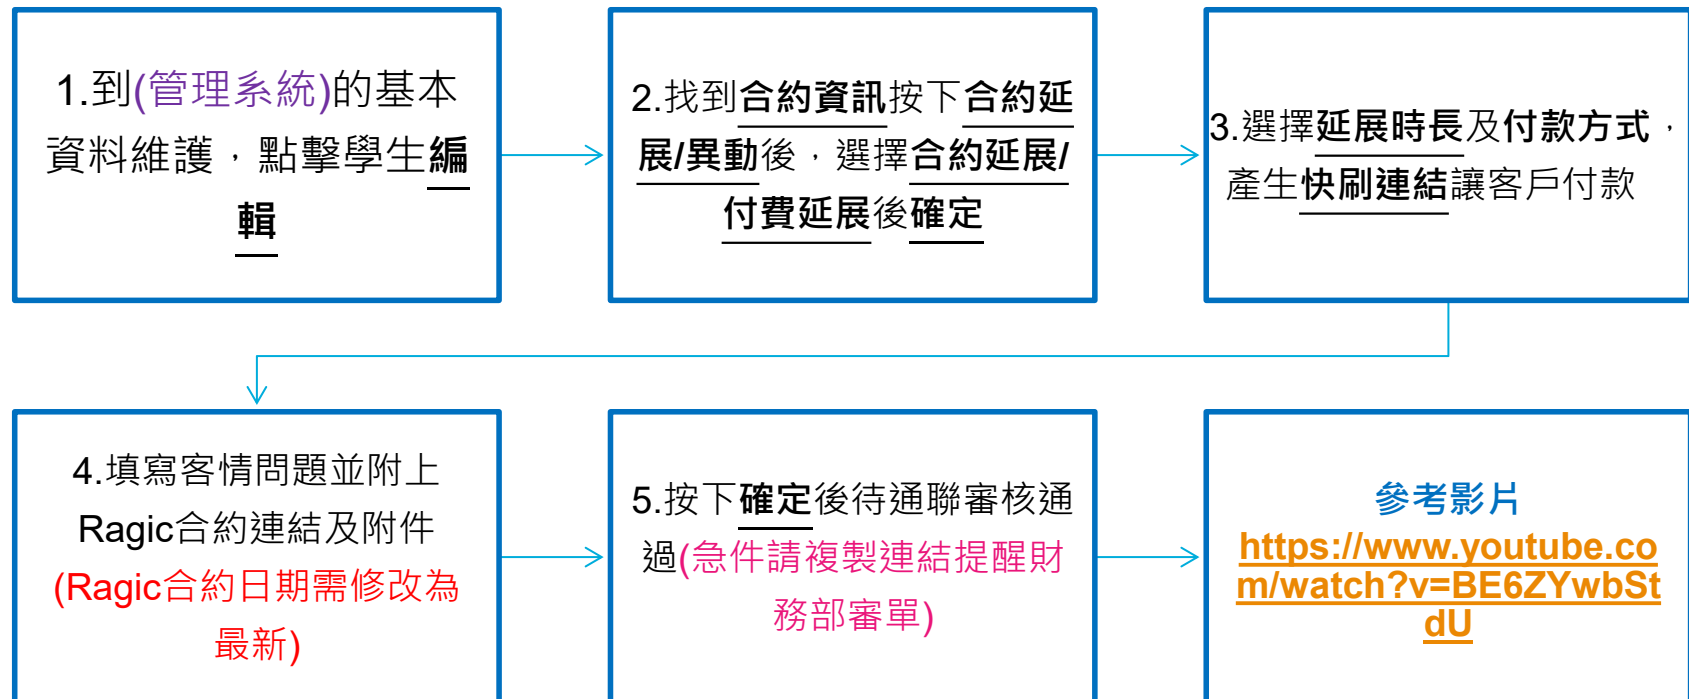 1.到(管理系統)的基本
資料維護，點擊學生編
輯
2.找到合約資訊按下合約延
展/異動後，選擇合約延展/
付費延展後確定
3.選擇延展時長及付款方式，
產生快刷連結讓客戶付款
4.填寫客情問題並附上
Ragic合約連結及附件
(Ragic合約日期需修改為
最新)
5.按下確定後待通聯審核通
過(急件請複製連結提醒財
務部審單)
參考影片
https://www.youtube.co
m/watch?v=BE6ZYwbSt
dU